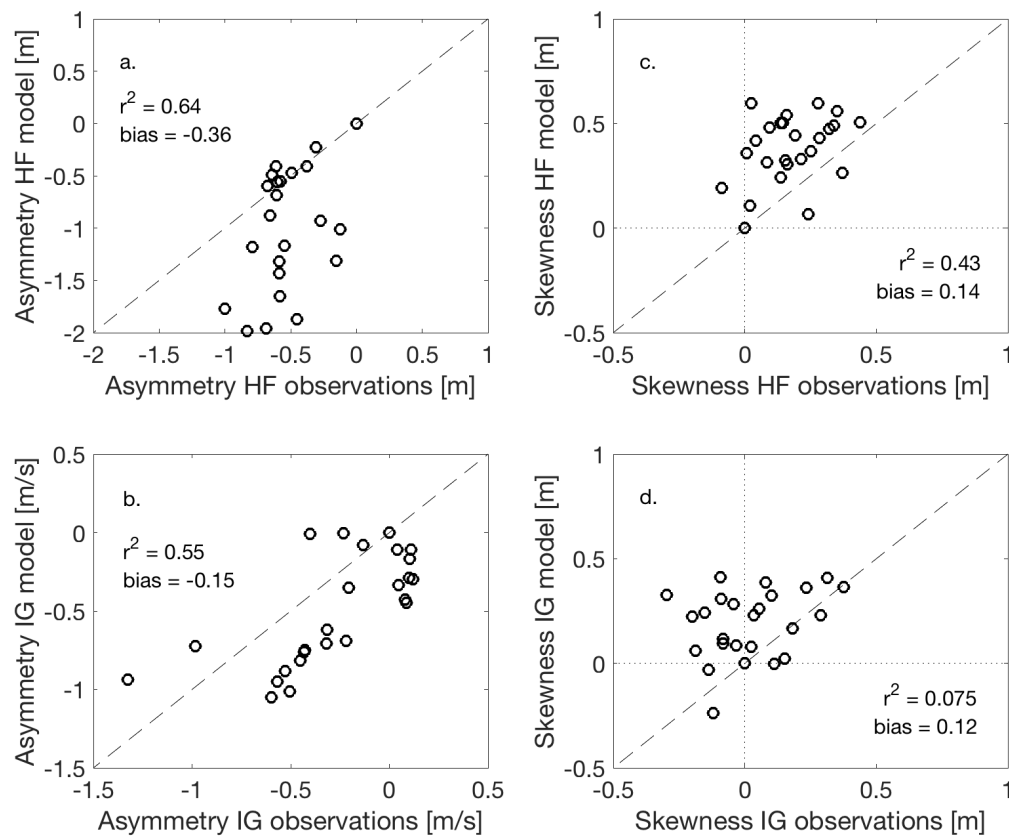 1
0.5
0
-0.5
-1
-1.5
-2
Asymmetry HF model [m]
a.
r² = 0.64
bias = -0.36
-2 -1.5 -1 -0.5 0 0.5 1
Asymmetry HF observations [m]
1
0.5
0
-0.5
Skewness HF model [m]
c.
r² = 0.43
bias = 0.14
-0.5 0 0.5 1
Skewness HF observations [m]
0.5
0
-0.5
-1
-1.5
Asymmetry IG model [m/s]
b.
r² = 0.55
bias = -0.15
-1.5 -1 -0.5 0 0.5
Asymmetry IG observations [m/s]
1
0.5
0
-0.5
Skewness IG model [m]
d.
r² = 0.075
bias = 0.12
-0.5 0 0.5 1
Skewness IG observations [m]